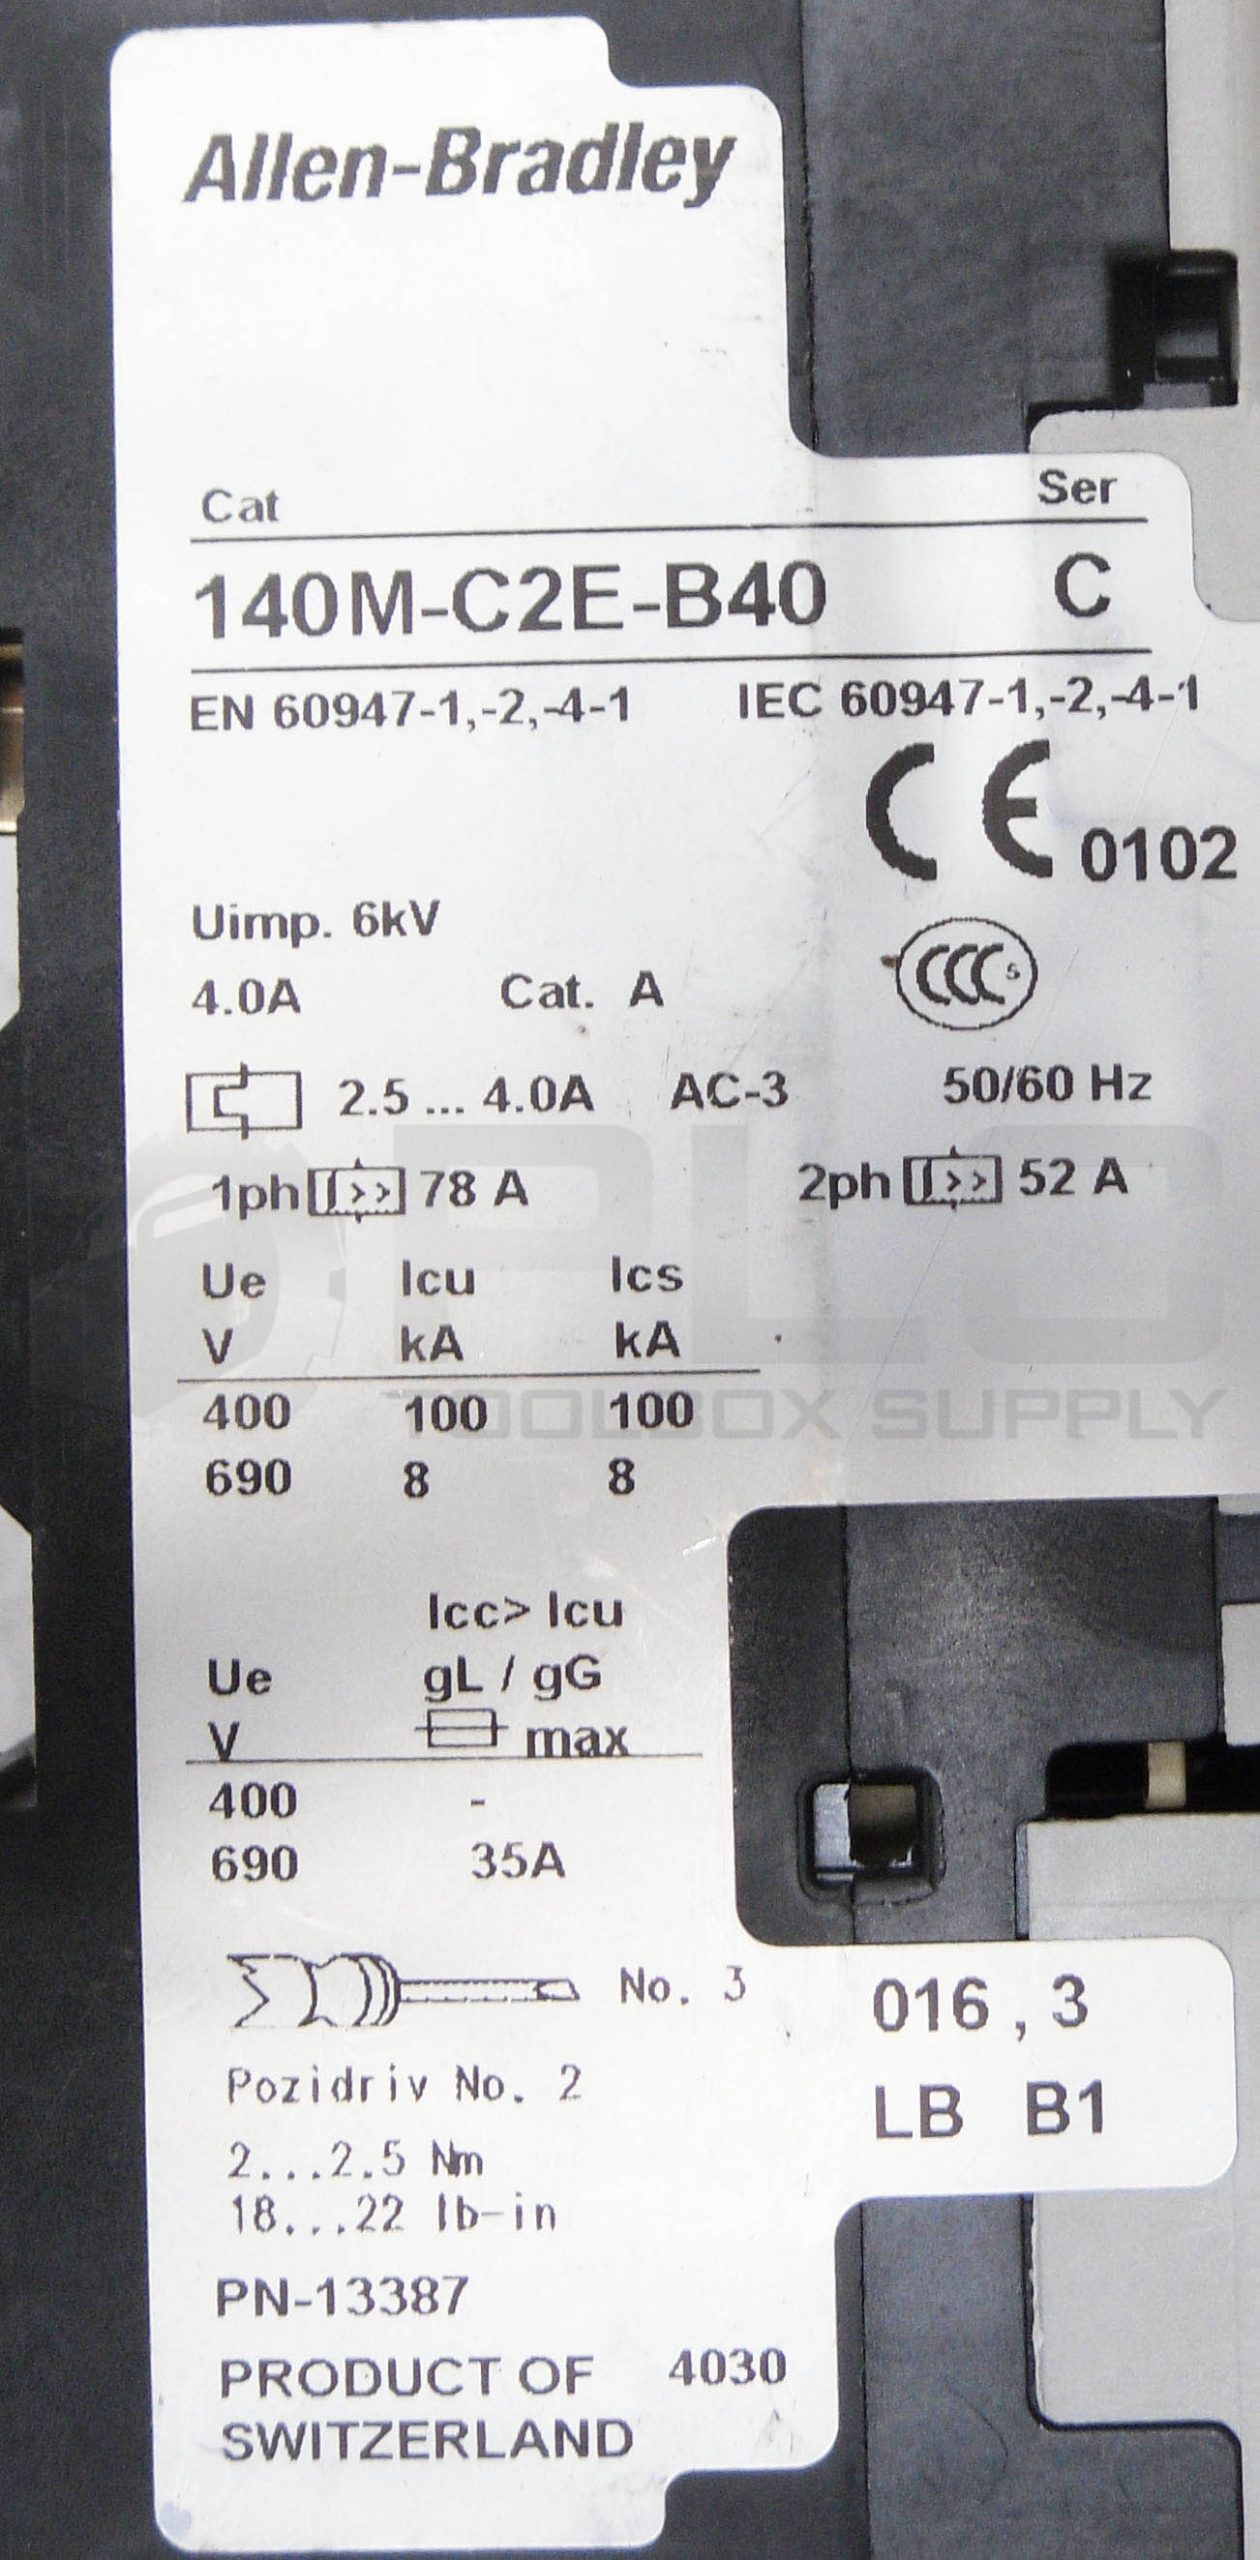 Allen-Bradley
Cat Ser
140M-C2E-B40 C
EN 60947-1,-2,-4-1 IEC 60947-1,-2,-4-1
CE 0102
Uimp. 6kV
4.0A Cat. A CCC S
2.5 ... 4.0A AC-3 50/60 Hz
1ph >> 78 A 2ph >> 52 A
Ue Icu Ics
V kA kA
400 100 100
690 8 8
PLC
TOOLBOX SUPPLY
Icc> Icu
Ue gL / gG
V max
400 -
690 35A
No. 3
Pozidriv No. 2
2...2.5 Nm
18...22 lb-in
016 , 3
LB B1
PN-13387
PRODUCT OF 4030
SWITZERLAND